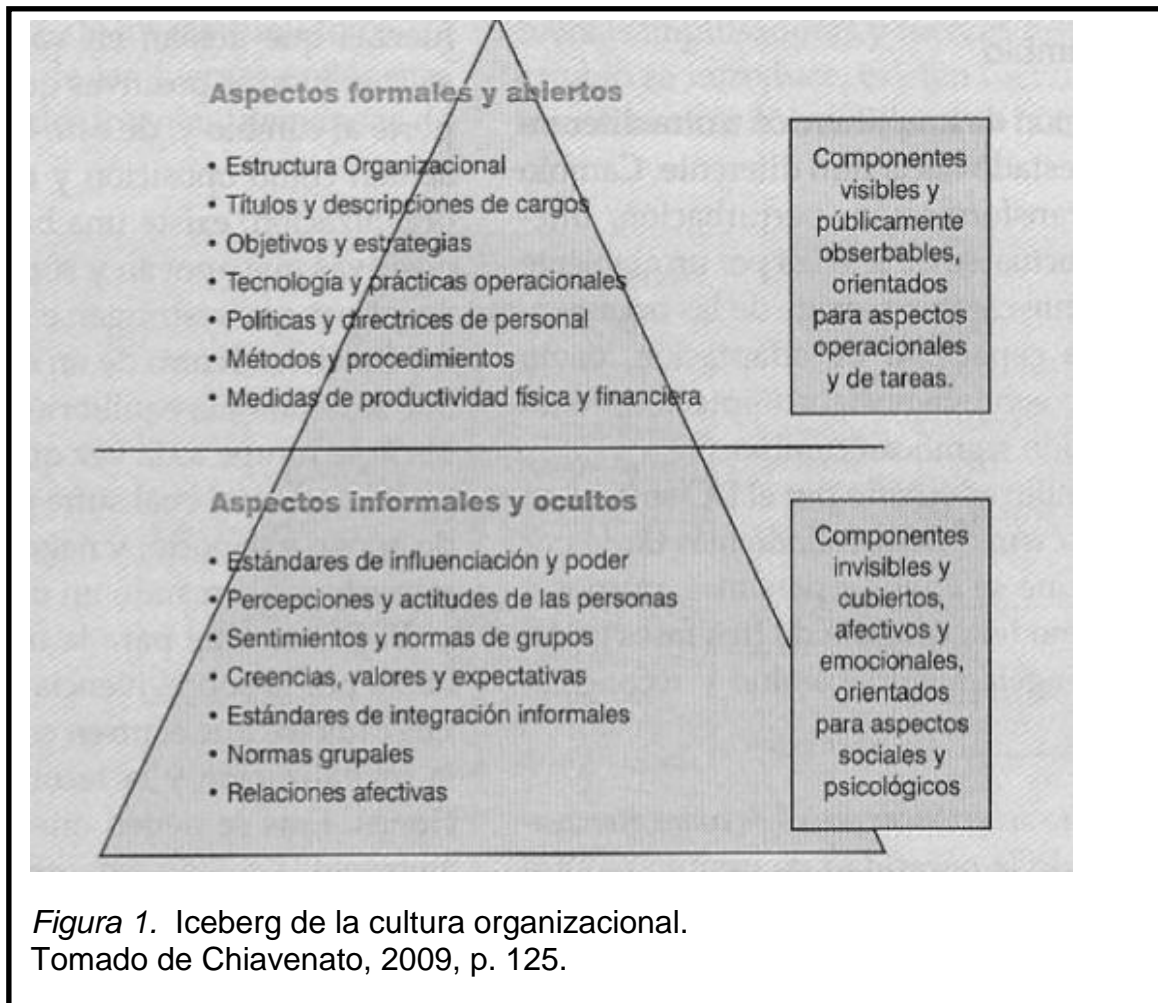 Aspectos formales y abiertos
• Estructura Organizacional
• Títulos y descripciones de cargos
• Objetivos y estrategias
• Tecnología y prácticas operacionales
• Políticas y directrices de personal
• Métodos y procedimientos
• Medidas de productividad física y financiera
Componentes
visibles y
públicamente
obserbables,
orientados
para aspectos
operacionales
y de tareas.
Aspectos informales y ocultos
• Estándares de influenciación y poder
• Percepciones y actitudes de las personas
• Sentimientos y normas de grupos
• Creencias, valores y expectativas
• Estándares de integración informales
• Normas grupales
• Relaciones afectivas
Componentes
invisibles y
cubiertos,
afectivos y
emocionales,
orientados
para aspectos
sociales y
psicológicos
Figura 1. Iceberg de la cultura organizacional.
Tomado de Chiavenato, 2009, p. 125.